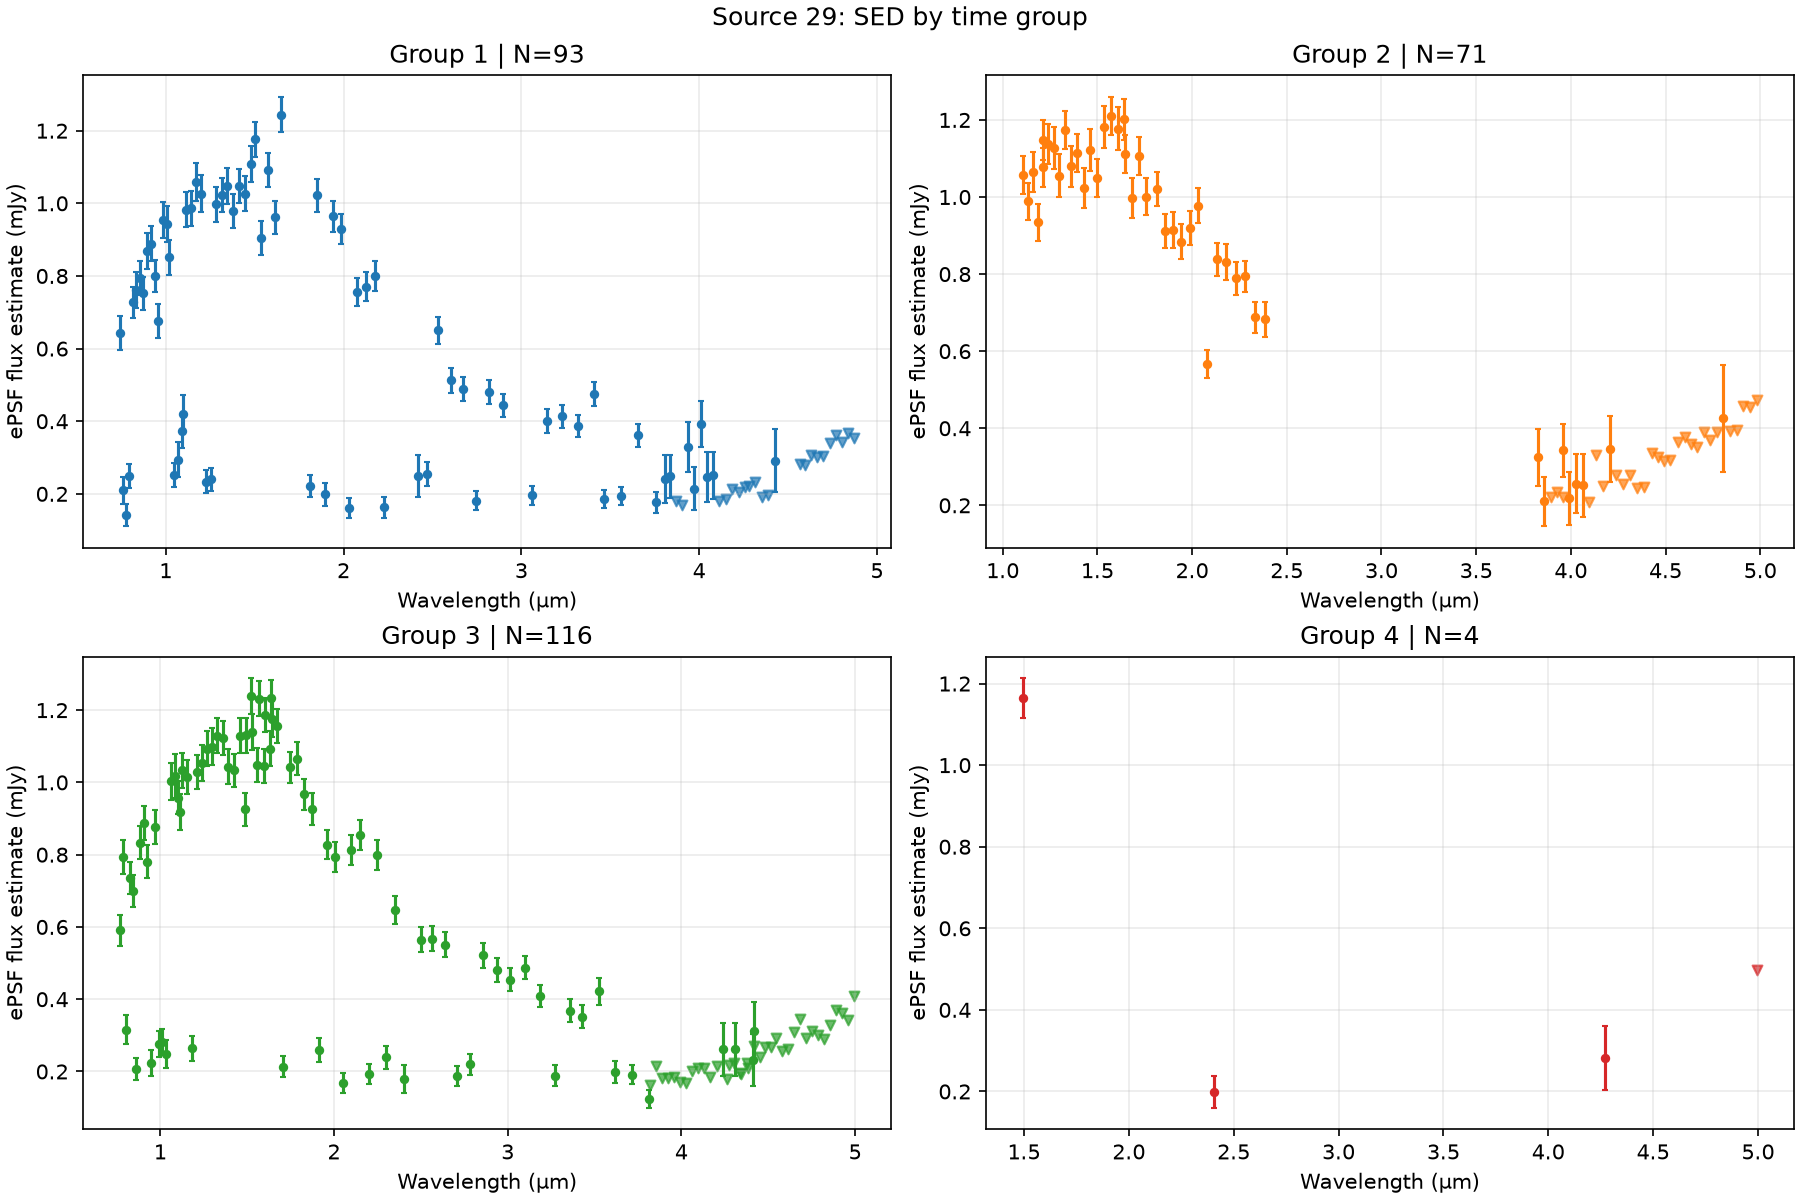 Source 29: SED by time group
Group 1 | N=93
ePSF flux estimate (mJy)
1.2
1.0
0.8
0.6
0.4
0.2
1 2 3 4 5
Wavelength (μm)
Group 2 | N=71
ePSF flux estimate (mJy)
1.2
1.0
0.8
0.6
0.4
0.2
1.0 1.5 2.0 2.5 3.0 3.5 4.0 4.5 5.0
Wavelength (μm)
Group 3 | N=116
ePSF flux estimate (mJy)
1.2
1.0
0.8
0.6
0.4
0.2
1 2 3 4 5
Wavelength (μm)
Group 4 | N=4
ePSF flux estimate (mJy)
1.2
1.0
0.8
0.6
0.4
0.2
1.5 2.0 2.5 3.0 3.5 4.0 4.5 5.0
Wavelength (μm)